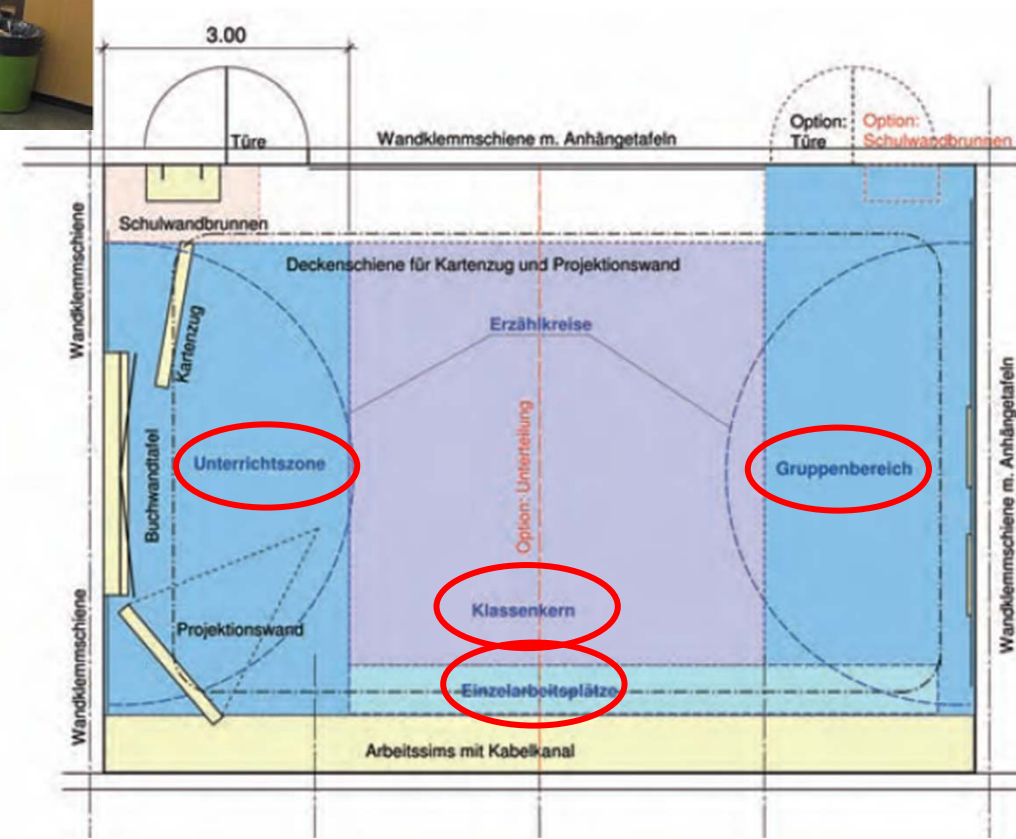 3.00
Türe
Wandklemmschiene m. Anhängetafeln
Option:
Türe
Option:
Schulwandbrunnen
Schulwandbrunnen
Wandklemmschiene
Deckenschiene für Kartenzug und Projektionswand
Kartenzug
Erzählkreise
Option: Unterteilung
Buchwandtafel
Unterrichtszone
Gruppenbereich
Wandklemmschiene m. Anhängetafeln
Klassenkern
Projektionswand
Wandklemmschiene
Einzelarbeitsplätze
Arbeitssims mit Kabelkanal